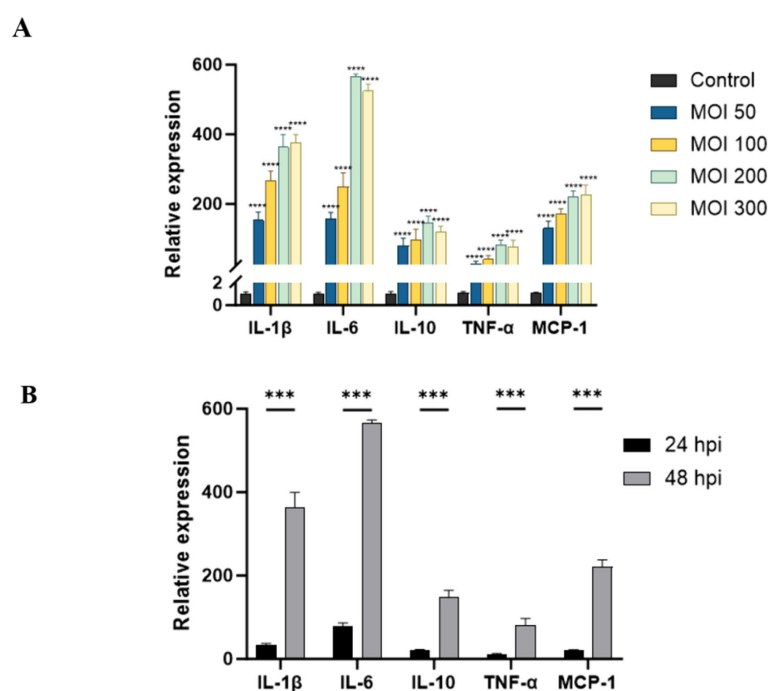 A
Relative expression
600
400
200
2
0
**** **** **** ****
**** **** **** ****
**** **** **** ****
**** **** **** ****
**** **** **** ****
IL-1β IL-6 IL-10 TNF-α MCP-1
Control
MOI 50
MOI 100
MOI 200
MOI 300
B
Relative expression
600
400
200
0
*** *** *** *** ***
IL-1β IL-6 IL-10 TNF-α MCP-1
24 hpi
48 hpi